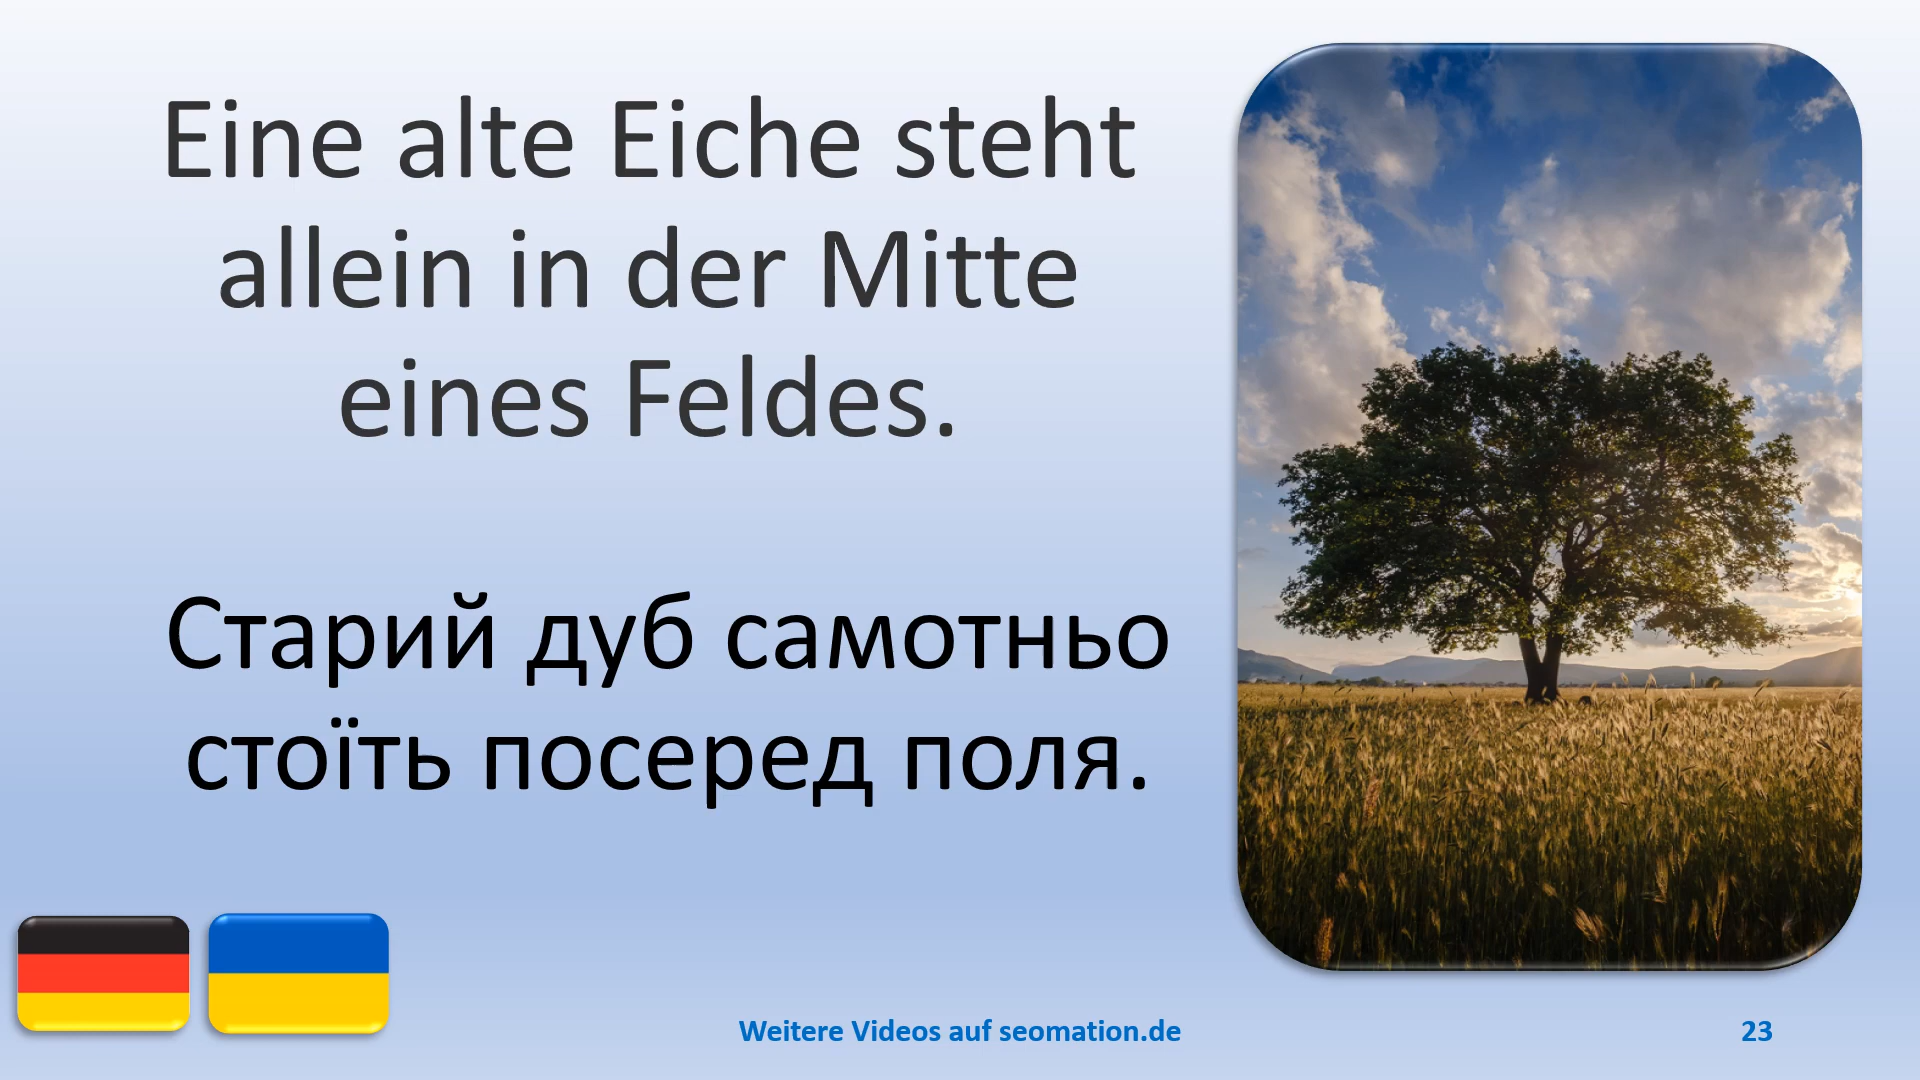 Eine alte Eiche steht
allein in der Mitte
eines Feldes.
Старий дуб самотньо
стоїть посеред поля.
Weitere Videos auf seomation.de
23